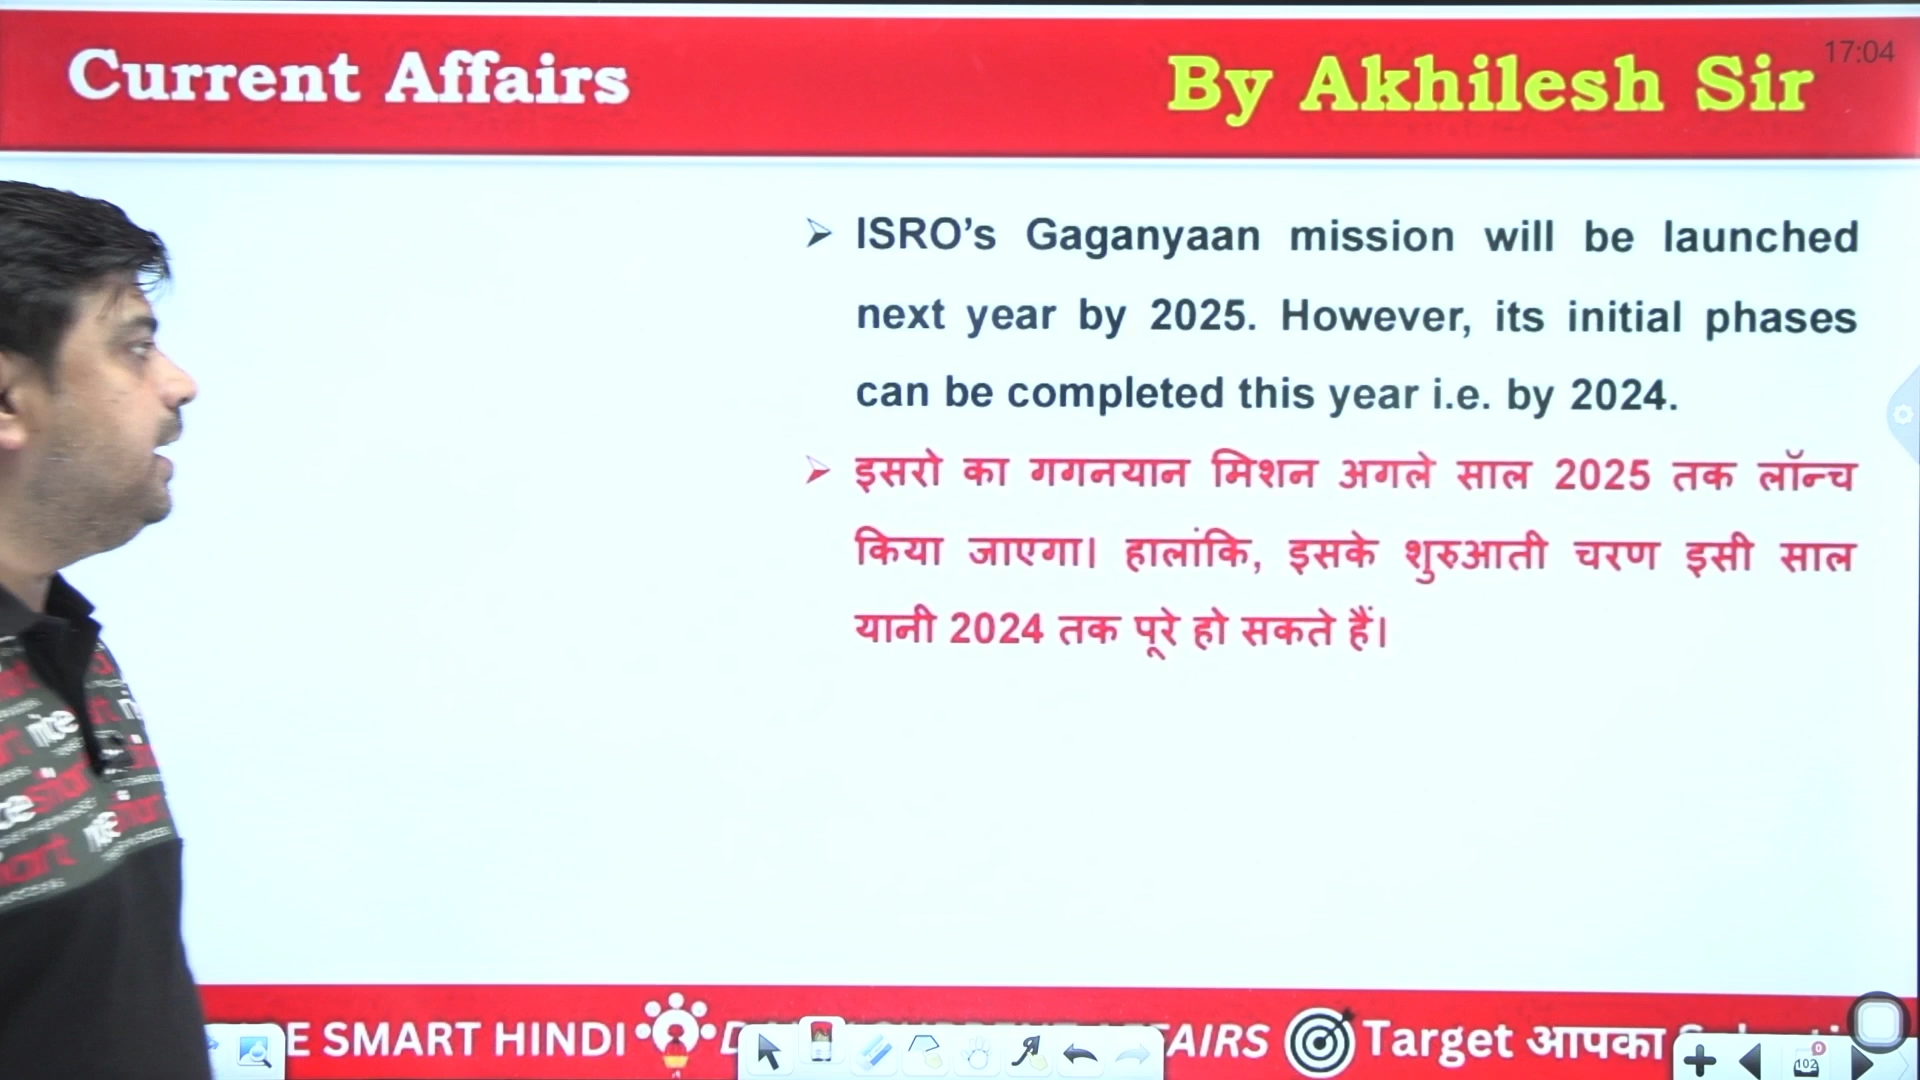 Current Affairs
By Akhilesh Sir
17:04
➢ ISRO’s Gaganyaan mission will be launched
next year by 2025. However, its initial phases
can be completed this year i.e. by 2024.
➢ इसरो का गगनयान मिशन अगले साल 2025 तक लॉन्च
किया जाएगा। हालांकि, इसके शुरुआती चरण इसी साल
यानी 2024 तक पूरे हो सकते हैं।
SMART HINDI
Target आपका
102
0